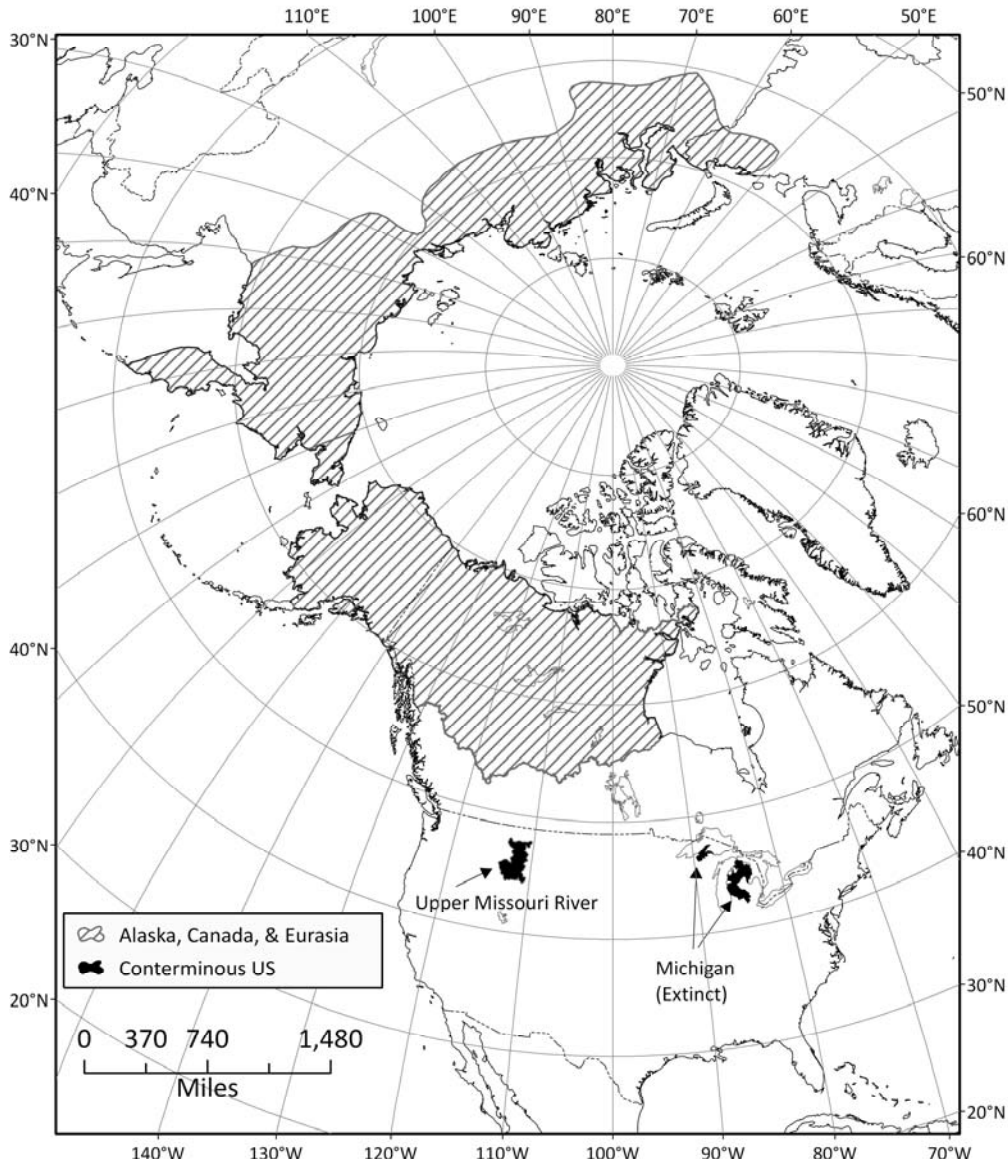 110°E 100°E 90°E 80°E 70°E 60°E 50°E
30°N
50°N
40°N
60°N
60°N
40°N
50°N
30°N
40°N
Upper Missouri River
Alaska, Canada, & Eurasia
Conterminous US
Michigan
(Extinct)
30°N
20°N
0 370 740 1,480
Miles
20°N
140°W 130°W 120°W 110°W 100°W 90°W 80°W 70°W